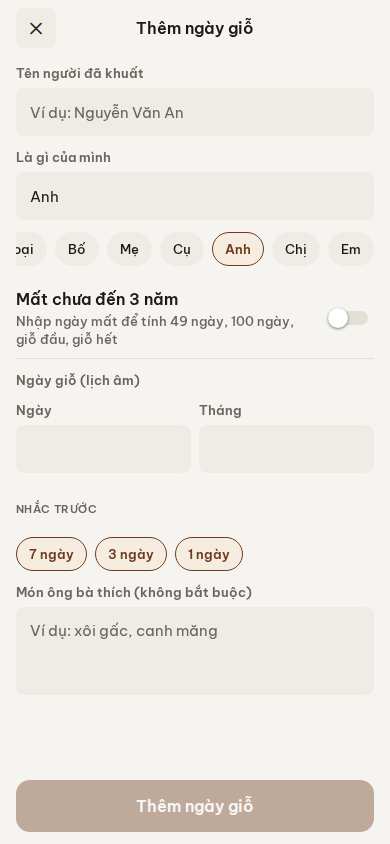 Thêm ngày giỗ
Tên người đã khuất
Ví dụ: Nguyễn Văn An
Là gì của mình
Anh
Bố
Mẹ
Cụ
Anh
Chị
Em
Mất chưa đến 3 năm
Nhập ngày mất để tính 49 ngày, 100 ngày,
giỗ đầu, giỗ hết
Ngày giỗ (lịch âm)
Ngày
Tháng
NHẮC TRƯỚC
7 ngày
3 ngày
1 ngày
Món ông bà thích (không bắt buộc)
Ví dụ: xôi gấc, canh măng
Thêm ngày giỗ